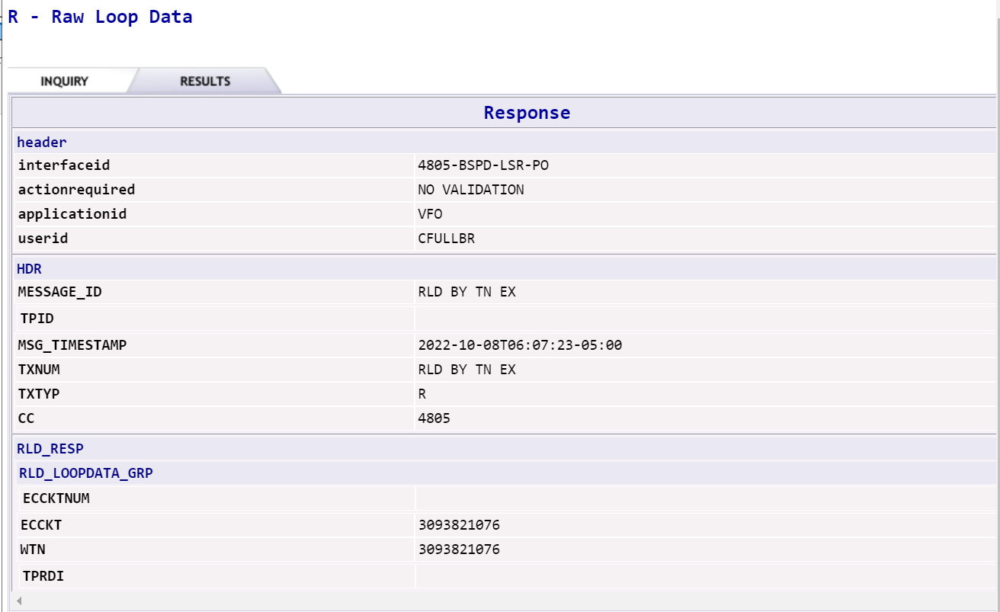 R - Raw Loop Data
INQUIRY RESULTS
Response
header
interfaceid 4805-BSPD-LSR-PO
actionrequired NO VALIDATION
applicationid VFO
userid CFULLBR
HDR
MESSAGE_ID RLD BY TN EX
TPID
MSG_TIMESTAMP 2022-10-08T06:07:23-05:00
TXNUM RLD BY TN EX
TXTYP R
CC 4805
RLD_RESP
RLD_LOOPDATA_GRP
ECCKTNUM
ECCKT 3093821076
WTN 3093821076
TPRDI